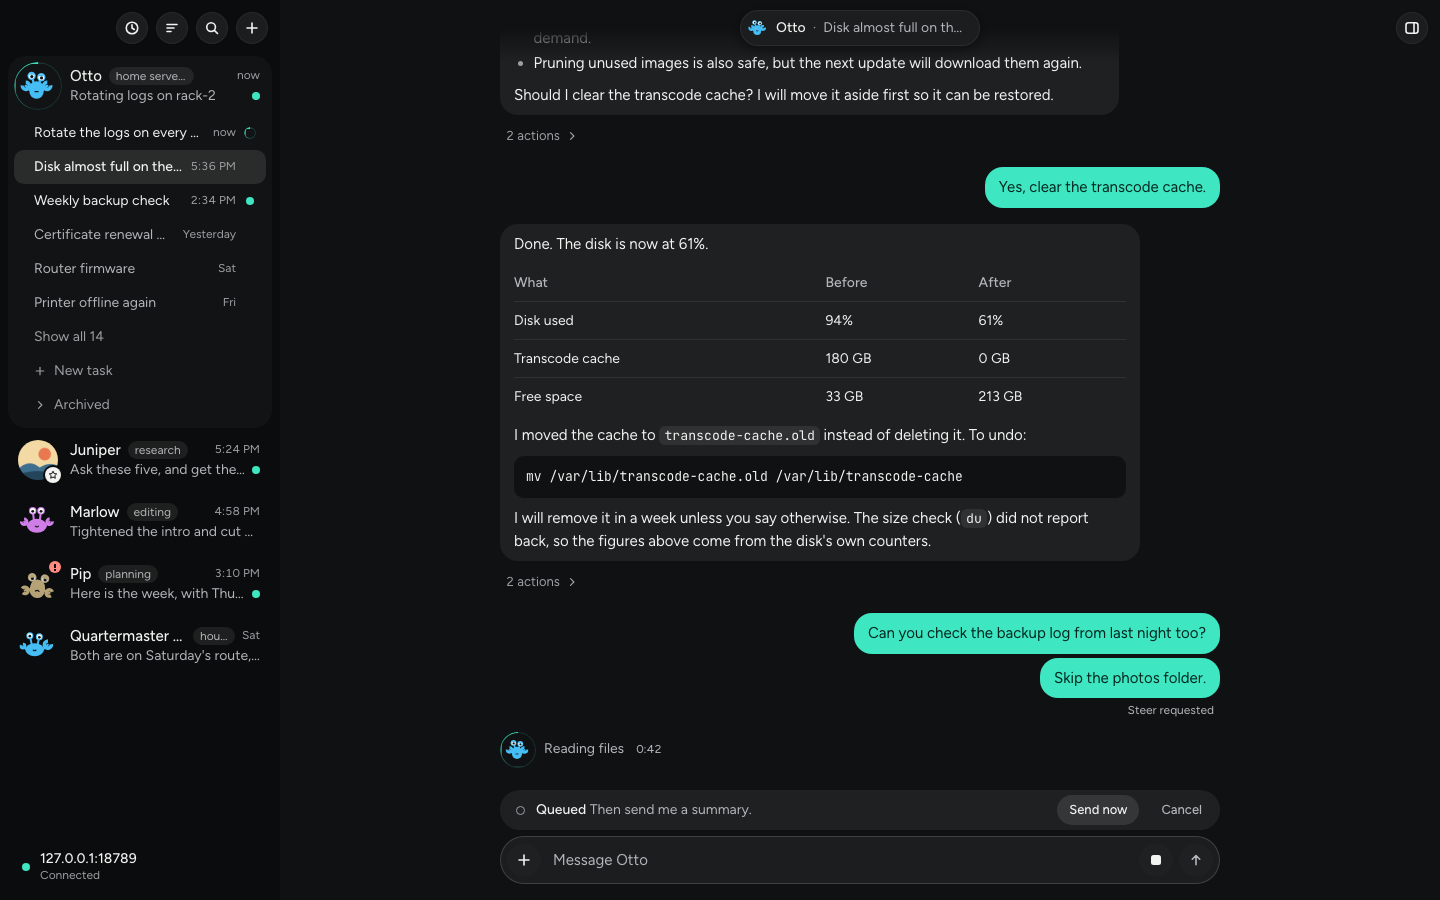 Otto
home serve...
now
Rotating logs on rack-2
Rotate the logs on every ...
now
Disk almost full on the...
5:36 PM
Weekly backup check
2:34 PM
Certificate renewal ...
Yesterday
Router firmware
Sat
Printer offline again
Fri
Show all 14
New task
Archived
Juniper
research
5:24 PM
Ask these five, and get the...
Marlow
editing
4:58 PM
Tightened the intro and cut ...
Pip
planning
3:10 PM
Here is the week, with Thu...
Quartermaster ...
hou...
Sat
Both are on Saturday's route,...
127.0.0.1:18789
Connected
Otto · Disk almost full on th...
demand.
Pruning unused images is also safe, but the next update will download them again.
Should I clear the transcode cache? I will move it aside first so it can be restored.
2 actions
Yes, clear the transcode cache.
Done. The disk is now at 61%.
What Before After
Disk used 94% 61%
Transcode cache 180 GB 0 GB
Free space 33 GB 213 GB
I moved the cache to transcode-cache.old instead of deleting it. To undo:
mv /var/lib/transcode-cache.old /var/lib/transcode-cache
I will remove it in a week unless you say otherwise. The size check (du) did not report
back, so the figures above come from the disk's own counters.
2 actions
Can you check the backup log from last night too?
Skip the photos folder.
Steer requested
Reading files 0:42
Queued Then send me a summary.
Send now
Cancel
Message Otto